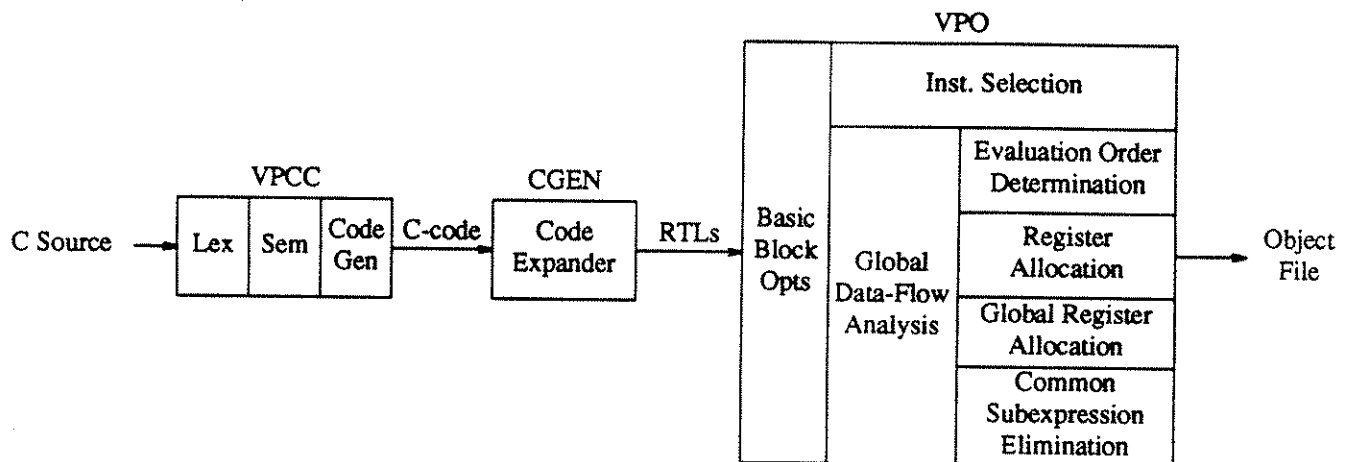 VPO
Inst. Selection
Evaluation Order
Determination
VPCC
CGEN
C Source
Lex
Sem
Code
Gen
C-code
Code
Expander
RTLs
Basic
Block
Opts
Global
Data-Flow
Analysis
Register
Allocation
Global Register
Allocation
Common
Subexpression
Elimination
Object
File